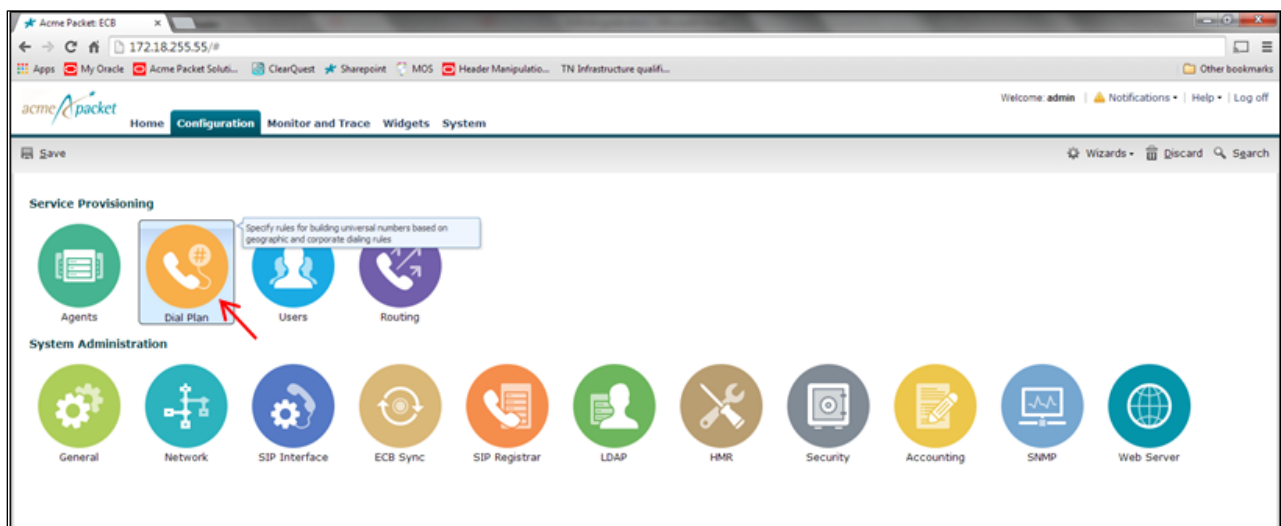 Acme Packet: ECB
172.18.255.55/#
Apps My Oracle Acme Packet Soluti... ClearQuest Sharepoint MOS Header Manipulatio... TN Infrastructure qualifi... Other bookmarks
acme packet
Welcome: admin | Notifications | Help | Log off
Home Configuration Monitor and Trace Widgets System
Save Wizards Discard Search
Service Provisioning
Specify rules for building universal numbers based on
geographic and corporate dialing rules
Agents Dial Plan Users Routing
System Administration
General Network SIP Interface ECB Sync SIP Registrar LDAP HMR Security Accounting SNMP Web Server